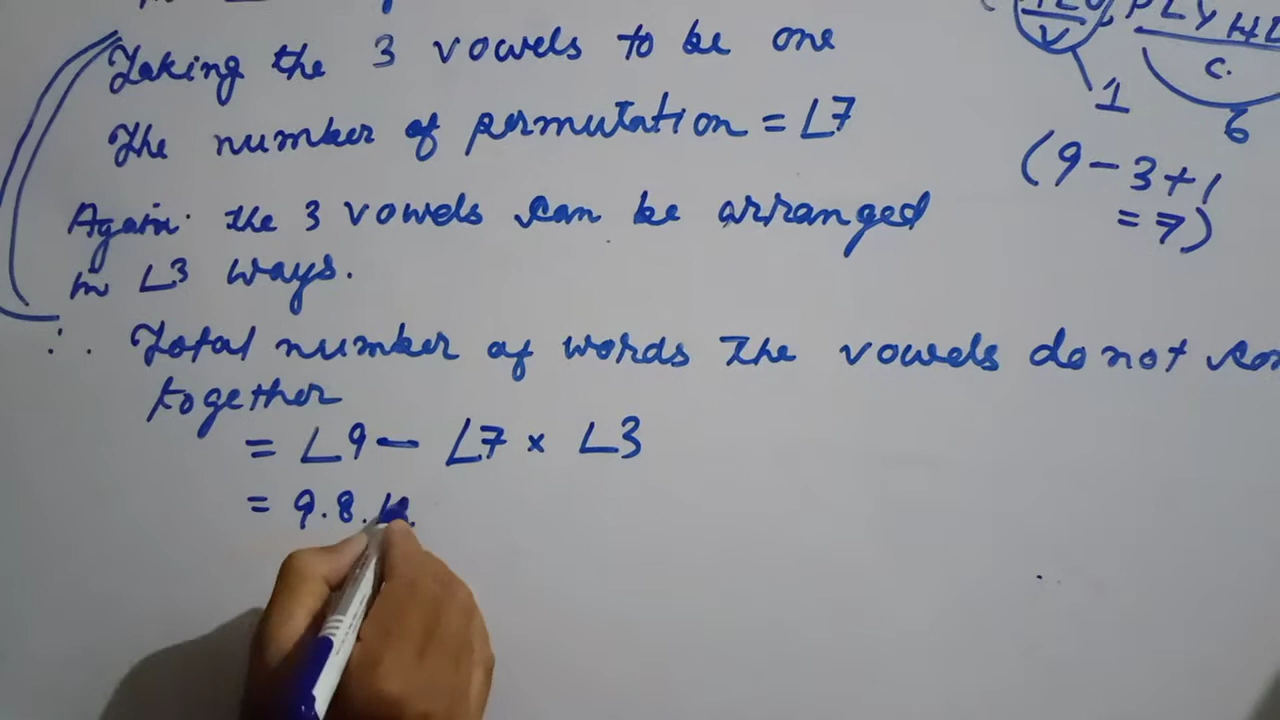 Taking the 3 vowels to be one
The number of permutation = L7
Again the 3 vowels can be arranged
in L3 ways.
∴ Total number of words the vowels do not
together
= L9 - L7 × L3
= 9.8.
V
PLYH
C.
1
6
(9-3+1
=7)